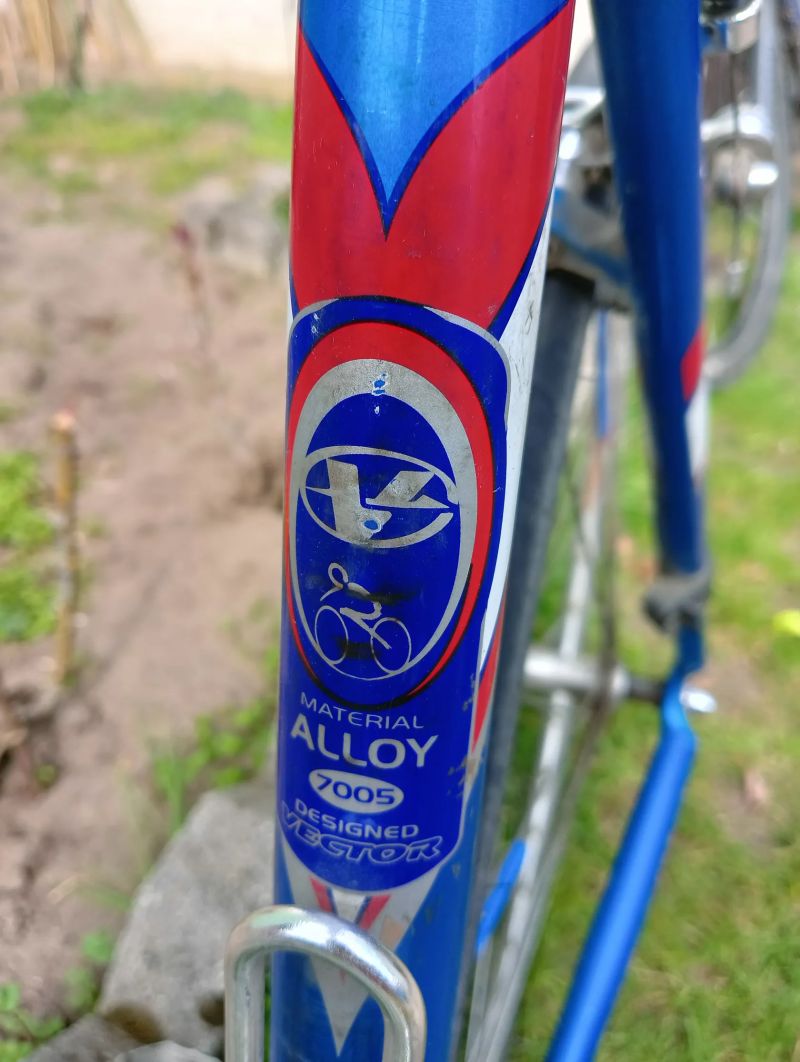 MATERIAL
ALLOY
7005
DESIGNED
VECTOR